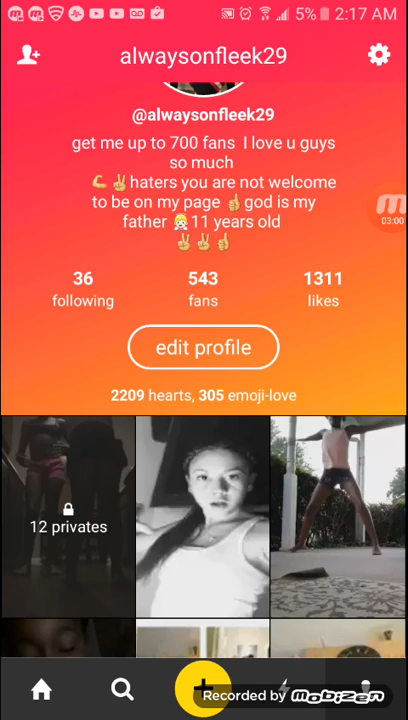 5% 2:17 AM
alwaysonfleek29
@alwaysonfleek29
get me up to 700 fans I love u guys
so much
💪✌haters you are not welcome
to be on my page ☝god is my
father 👼11 years old
✌✌☝
03:00
36 543 1311
following fans likes
edit profile
2209 hearts, 305 emoji-love
12 privates
Recorded by mobizen